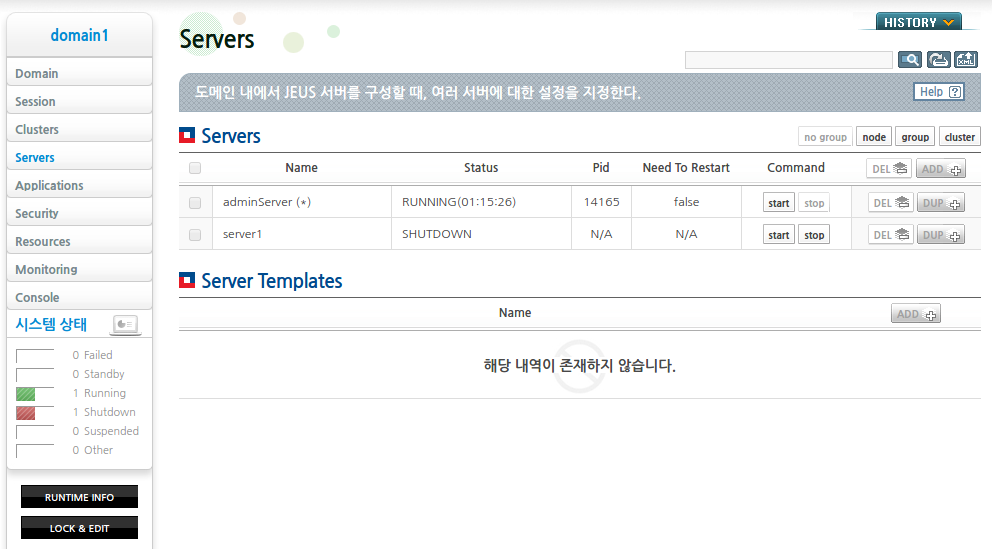 domain1
Domain
Session
Clusters
Servers
Applications
Security
Resources
Monitoring
Console
시스템 상태
0 Failed
0 Standby
1 Running
1 Shutdown
0 Suspended
0 Other
RUNTIME INFO
LOCK & EDIT
HISTORY
Servers
XML
도메인 내에서 JEUS 서버를 구성할 때, 여러 서버에 대한 설정을 지정한다.
Help ?
Servers
no group node group cluster
Name Status Pid Need To Restart Command DEL ADD
adminServer (*) RUNNING(01:15:26) 14165 false start stop DEL DUP
server1 SHUTDOWN N/A N/A start stop DEL DUP
Server Templates
Name ADD
해당 내역이 존재하지 않습니다.